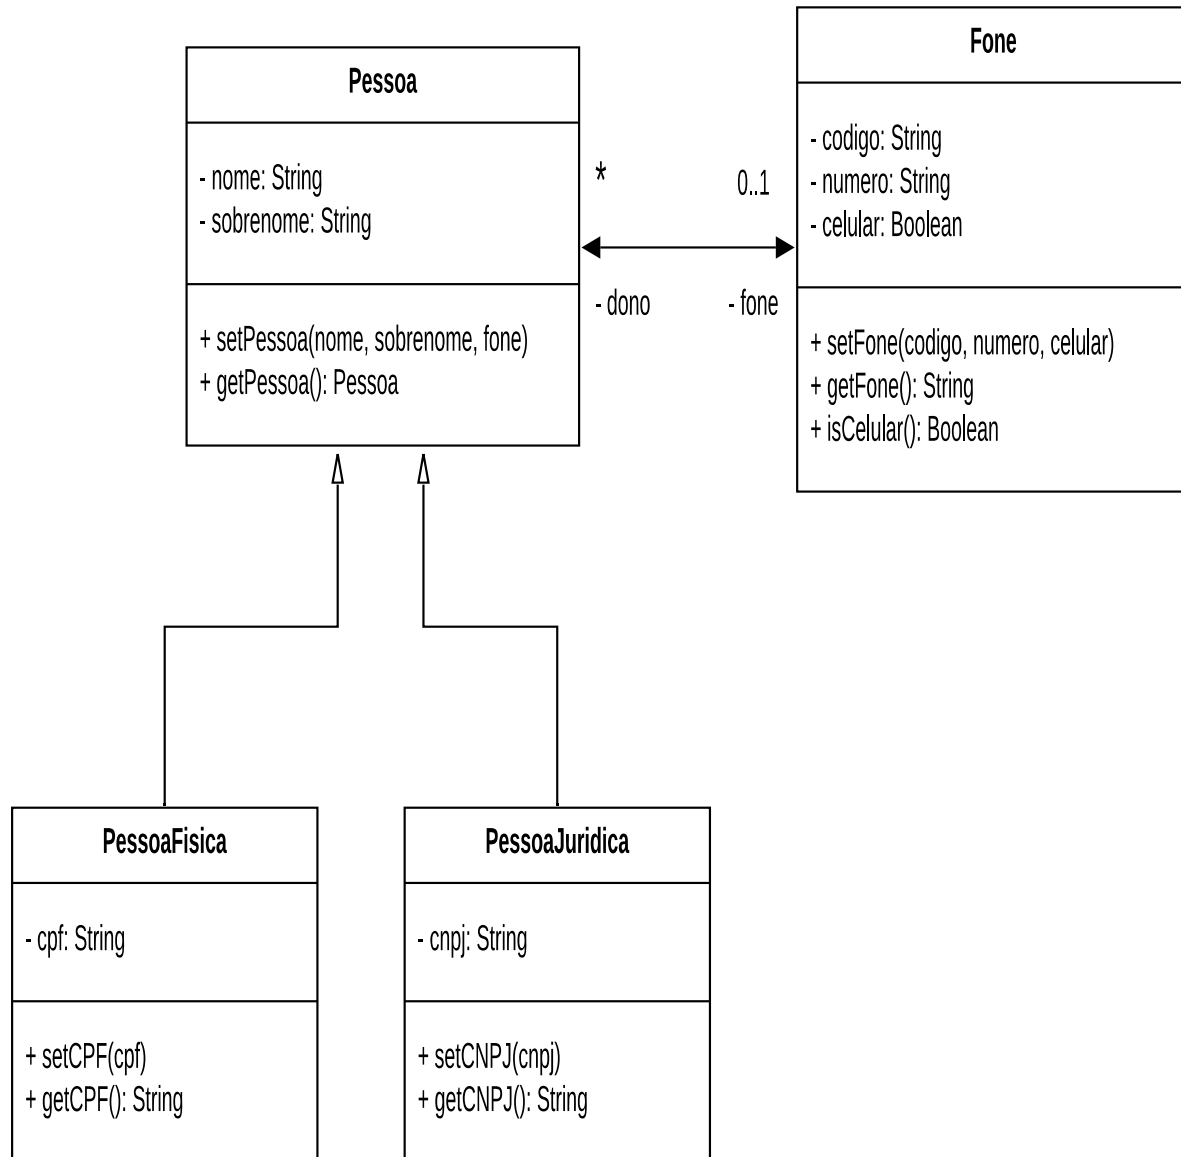 Pessoa
- nome: String
- sobrenome: String
+ setPessoa(nome, sobrenome, fone)
+ getPessoa(): Pessoa
*
0..1
- dono
- fone
Fone
- codigo: String
- numero: String
- celular: Boolean
+ setFone(codigo, numero, celular)
+ getFone(): String
+ isCelular(): Boolean
PessoaFisica
- cpf: String
+ setCPF(cpf)
+ getCPF(): String
PessoaJuridica
- cnpj: String
+ setCNPJ(cnpj)
+ getCNPJ(): String